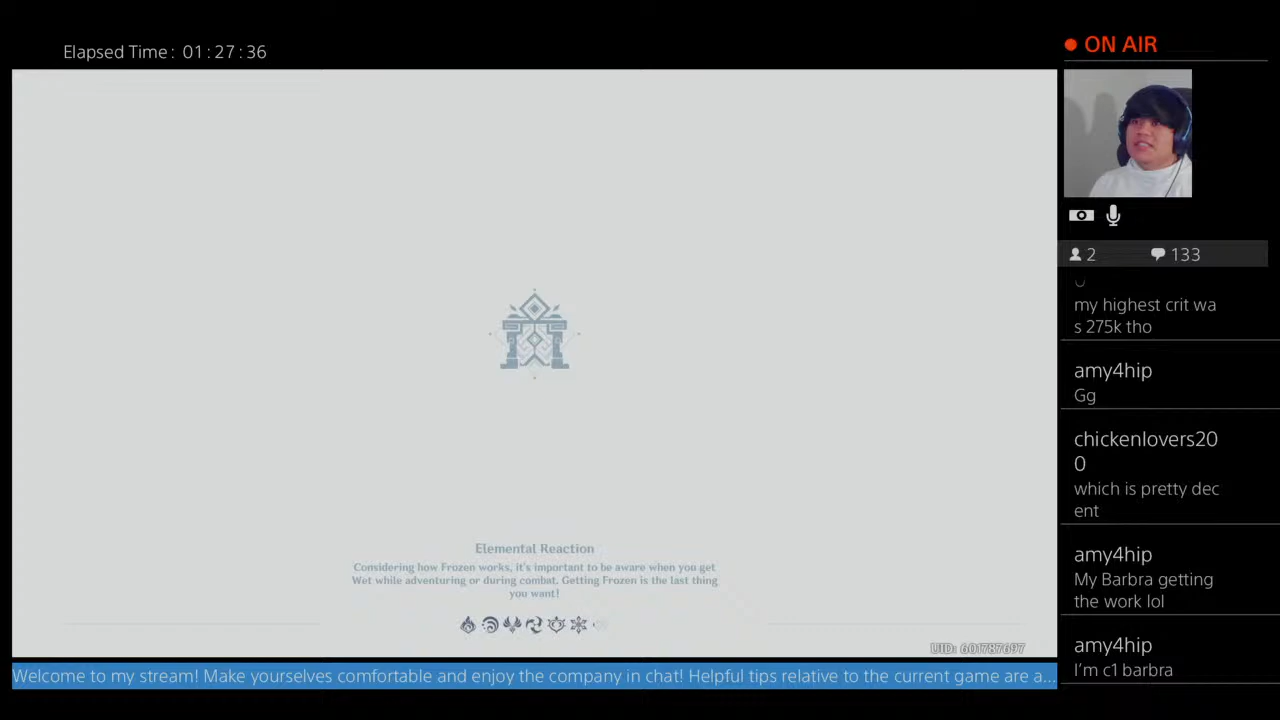 Elapsed Time: 01:27:36
ON AIR
2 133
my highest crit wa
s 275k tho
amy4hip
Gg
chickenlovers20
0
which is pretty dec
ent
amy4hip
My Barbra getting
the work lol
amy4hip
I'm c1 barbra
Elemental Reaction
Considering how Frozen works, it's important to be aware when you get
Wet while adventuring or during combat. Getting Frozen is the last thing
you want!
UID: 601787697
Welcome to my stream! Make yourselves comfortable and enjoy the company in chat! Helpful tips relative to the current game are a...